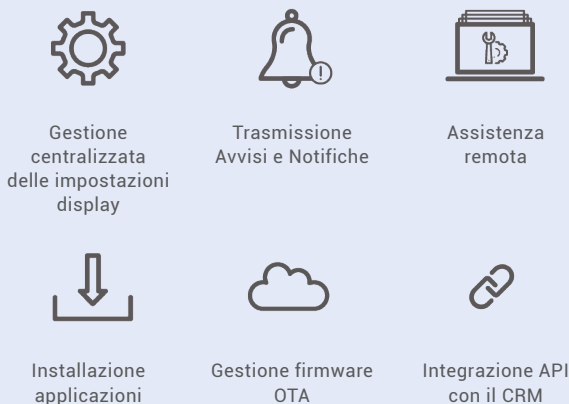 Gestione
centralizzata
delle impostazioni
display
Trasmissione
Avvisi e Notifiche
Assistenza
remota
Installazione
applicazioni
Gestione firmware
OTA
Integrazione API
con il CRM